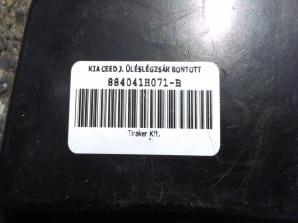 KIA CEED J. ÜLÉSLÉGZSÁK BONTOTT
884041H071-B
Tiraker Kft.